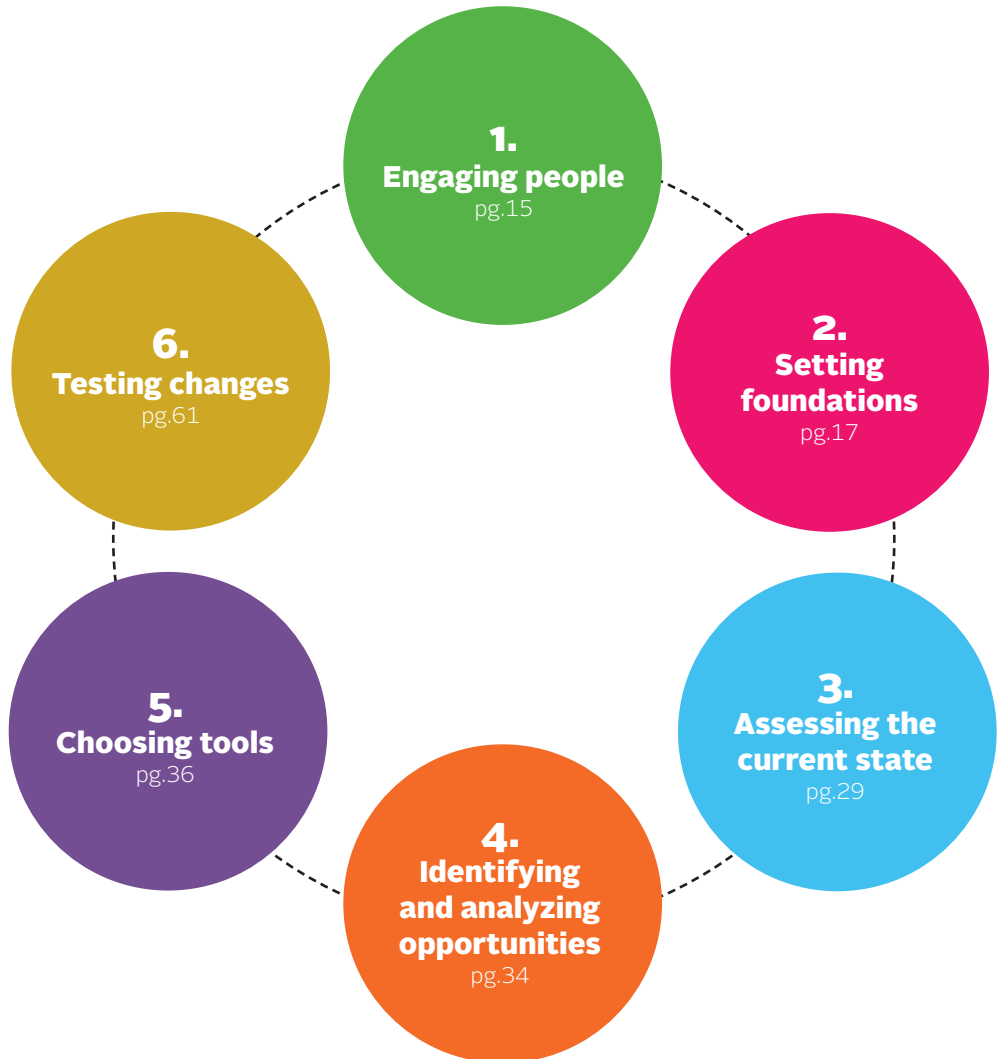 1.
Engaging people
pg.15
2.
Setting
foundations
pg.17
3.
Assessing the
current state
pg.29
4.
Identifying
and analyzing
opportunities
pg.34
5.
Choosing tools
pg.36
6.
Testing changes
pg.61